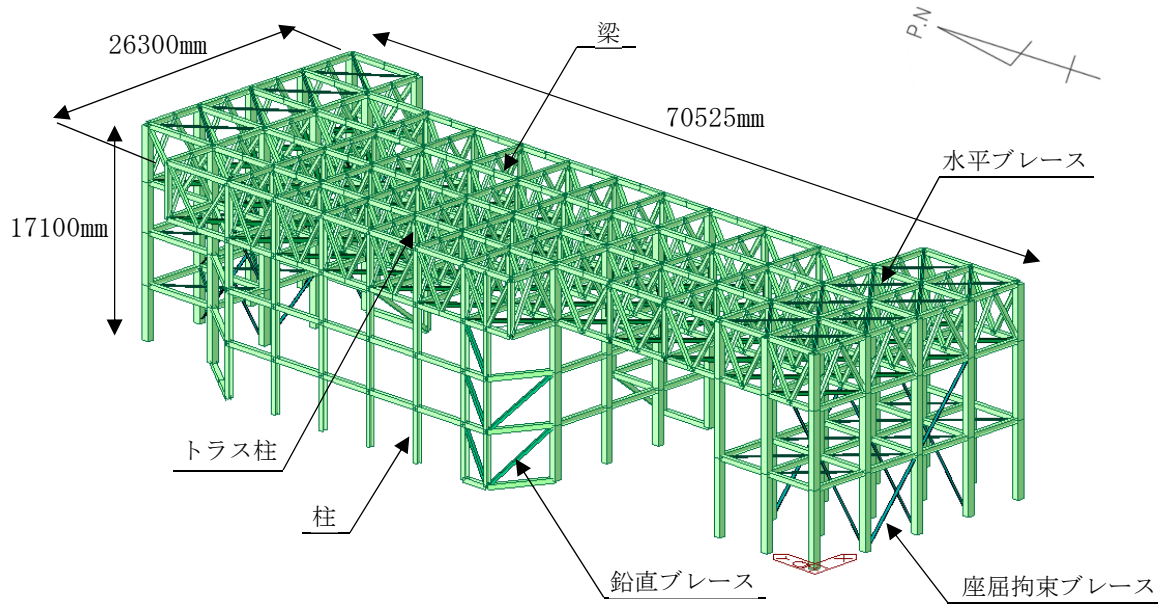 P.N
26300mm
梁
70525mm
水平ブレース
17100mm
トラス柱
柱
鉛直ブレース
座屈拘束ブレース